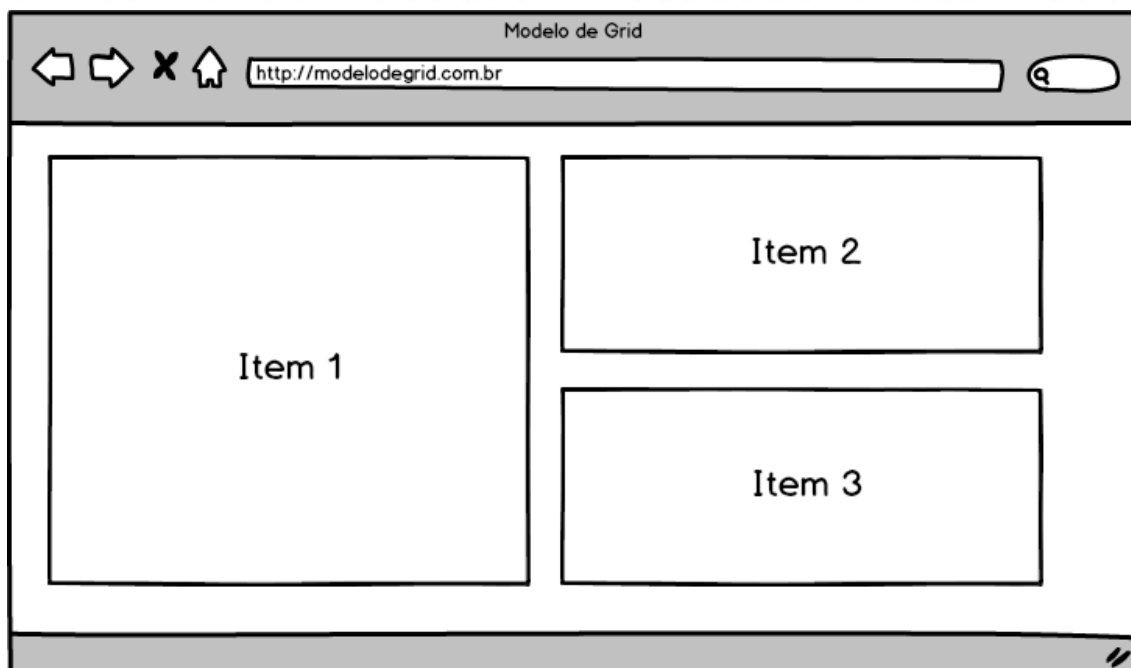 Modelo de Grid
http://modelodegrid.com.br
Item 1
Item 2
Item 3